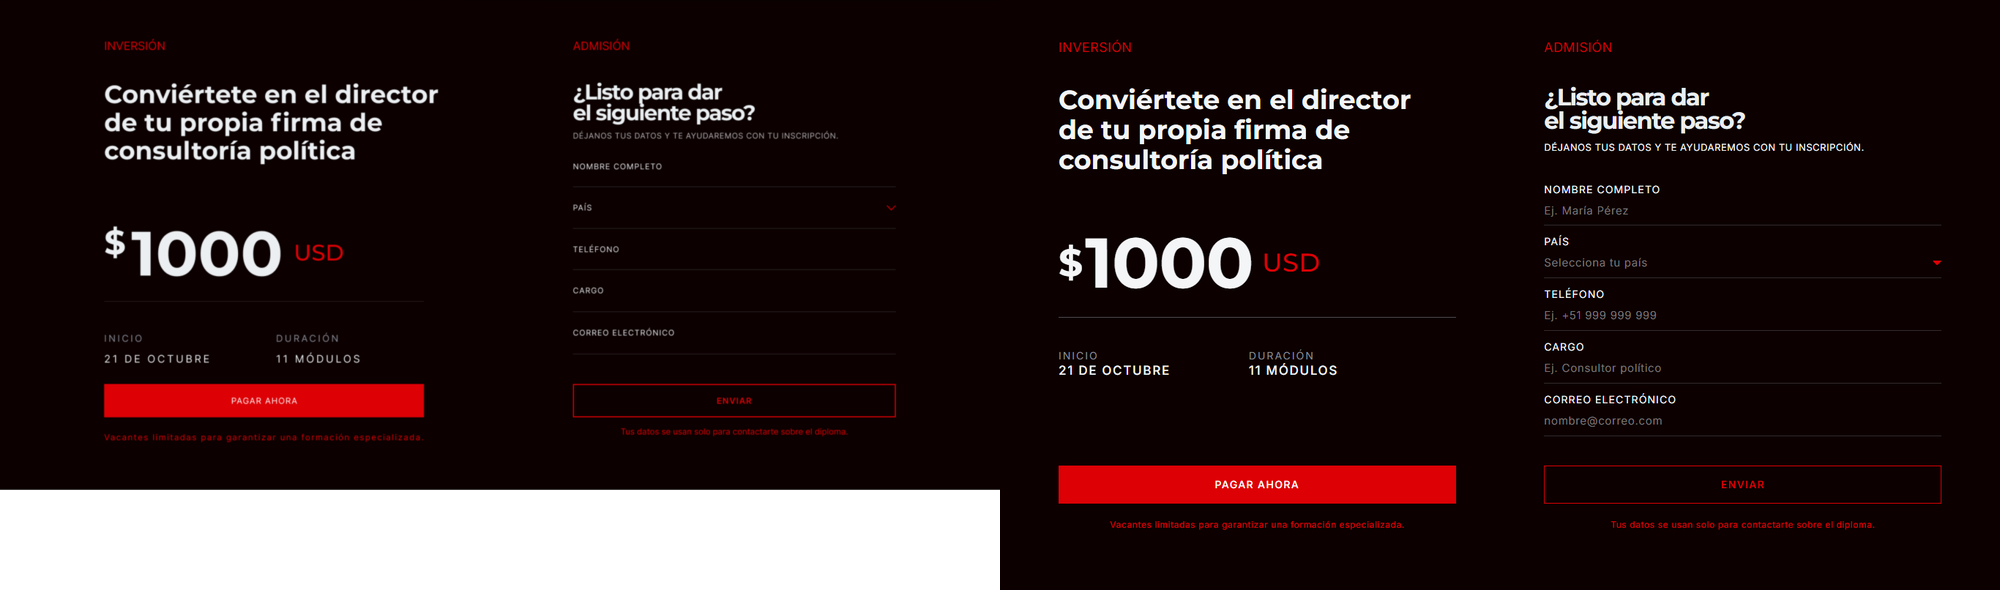 INVERSIÓN
Conviértete en el director
de tu propia firma de
consultoría política
$1000 USD
INICIO
21 DE OCTUBRE
DURACIÓN
11 MÓDULOS
PAGAR AHORA
Vacantes limitadas para garantizar una formación especializada.
ADMISIÓN
¿Listo para dar
el siguiente paso?
DÉJANOS TUS DATOS Y TE AYUDAREMOS CON TU INSCRIPCIÓN.
NOMBRE COMPLETO
PAÍS
TELÉFONO
CARGO
CORREO ELECTRÓNICO
ENVIAR
Tus datos se usan solo para contactarte sobre el diploma.
INVERSIÓN
Conviértete en el director
de tu propia firma de
consultoría política
$1000 USD
INICIO
21 DE OCTUBRE
DURACIÓN
11 MÓDULOS
PAGAR AHORA
Vacantes limitadas para garantizar una formación especializada.
ADMISIÓN
¿Listo para dar
el siguiente paso?
DÉJANOS TUS DATOS Y TE AYUDAREMOS CON TU INSCRIPCIÓN.
NOMBRE COMPLETO
Ej. María Pérez
PAÍS
Selecciona tu país
TELÉFONO
Ej. +51 999 999 999
CARGO
Ej. Consultor político
CORREO ELECTRÓNICO
nombre@correo.com
ENVIAR
Tus datos se usan solo para contactarte sobre el diploma.